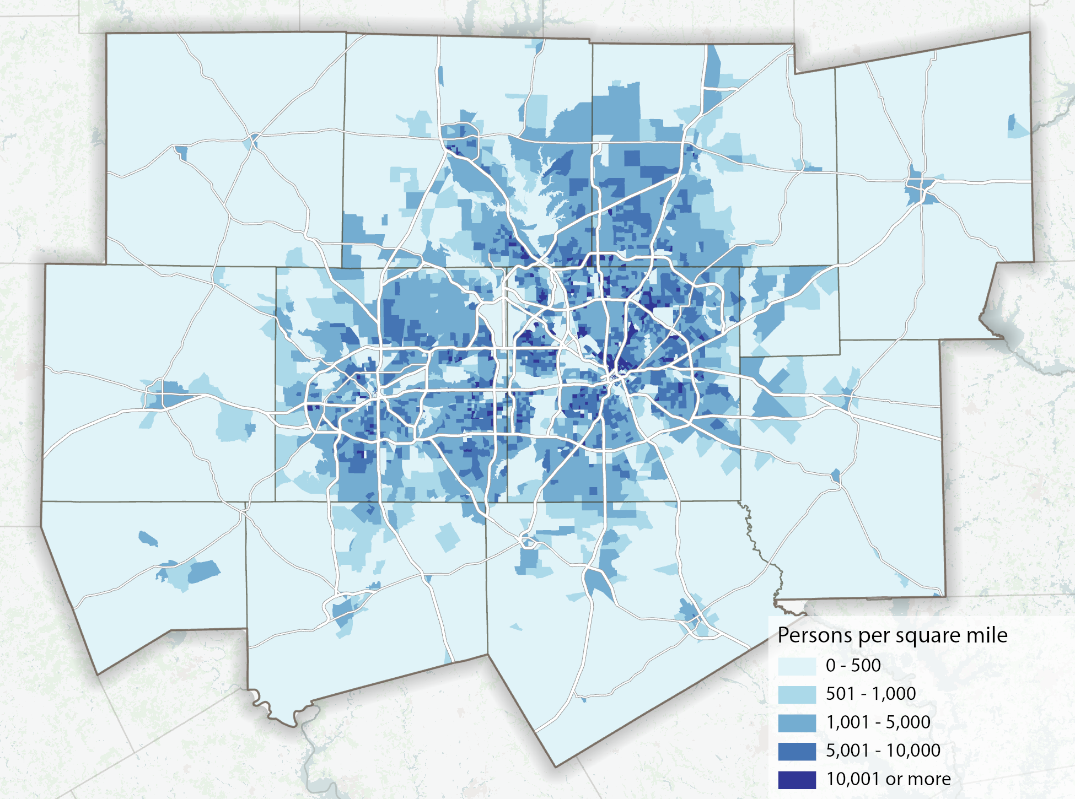 Persons per square mile
0 - 500
501 - 1,000
1,001 - 5,000
5,001 - 10,000
10,001 or more